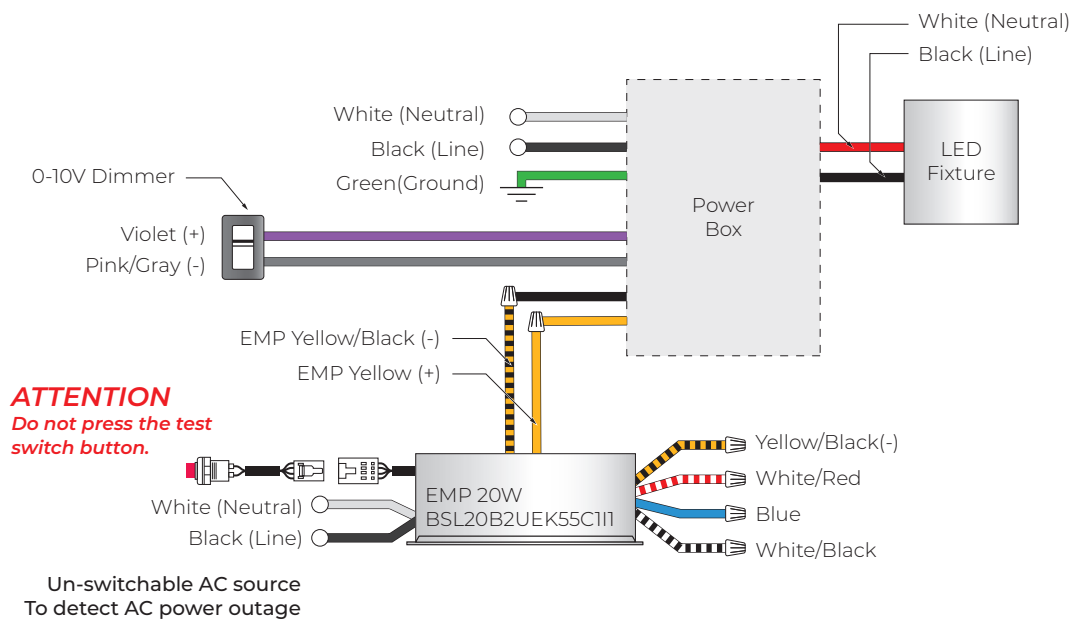 White (Neutral)
Black (Line)
White (Neutral)
Black (Line)
Green(Ground)
LED
Fixture
0-10V Dimmer
Power
Box
Violet (+)
Pink/Gray (-)
EMP Yellow/Black (-)
EMP Yellow (+)
ATTENTION
Do not press the test
switch button.
Yellow/Black(-)
White/Red
Blue
White/Black
EMP 20W
BSL20B2UEK55C1I1
White (Neutral)
Black (Line)
Un-switchable AC source
To detect AC power outage